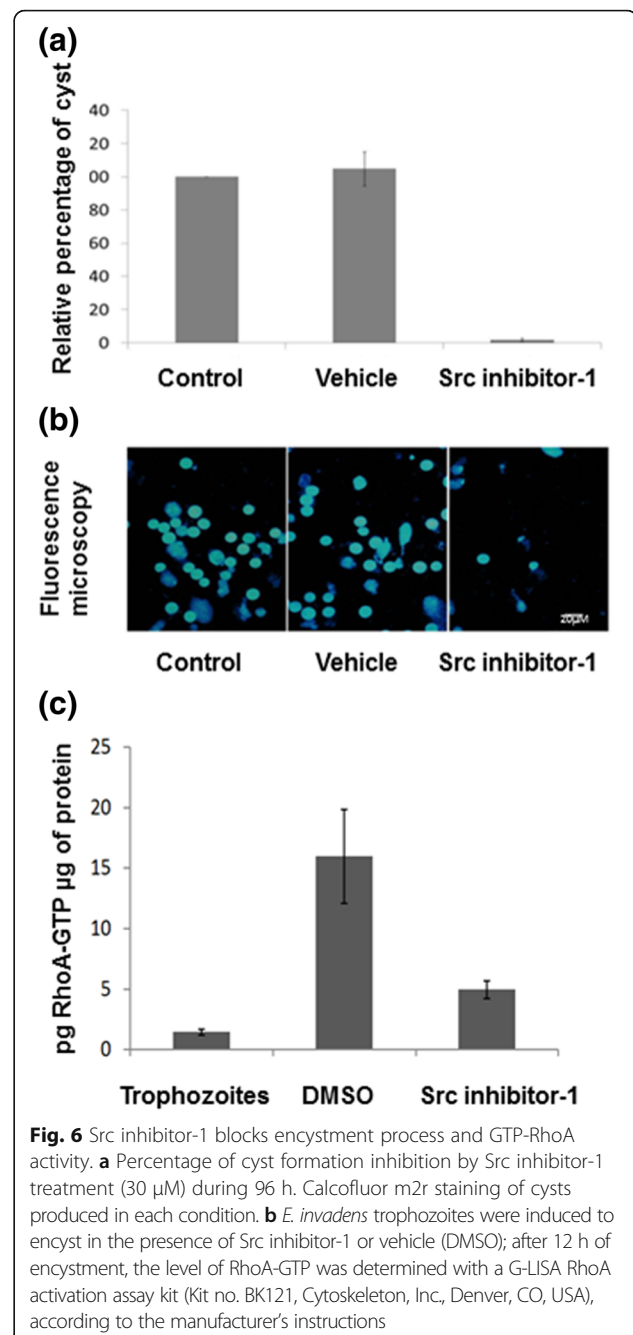 (a)
Relative percentage of cyst
40
20
00
80
60
40
20
0
Control Vehicle Src inhibitor-1
(b)
Fluorescence
microscopy
20µM
Control Vehicle Src inhibitor-1
(c)
pg RhoA-GTP µg of protein
25
20
15
10
5
0
Trophozoites DMSO Src inhibitor-1
Fig. 6 Src inhibitor-1 blocks encystment process and GTP-RhoA
activity. a Percentage of cyst formation inhibition by Src inhibitor-1
treatment (30 µM) during 96 h. Calcofluor m2r staining of cysts
produced in each condition. b E. invadens trophozoites were induced to
encyst in the presence of Src inhibitor-1 or vehicle (DMSO); after 12 h of
encystment, the level of RhoA-GTP was determined with a G-LISA RhoA
activation assay kit (Kit no. BK121, Cytoskeleton, Inc., Denver, CO, USA),
according to the manufacturer's instructions